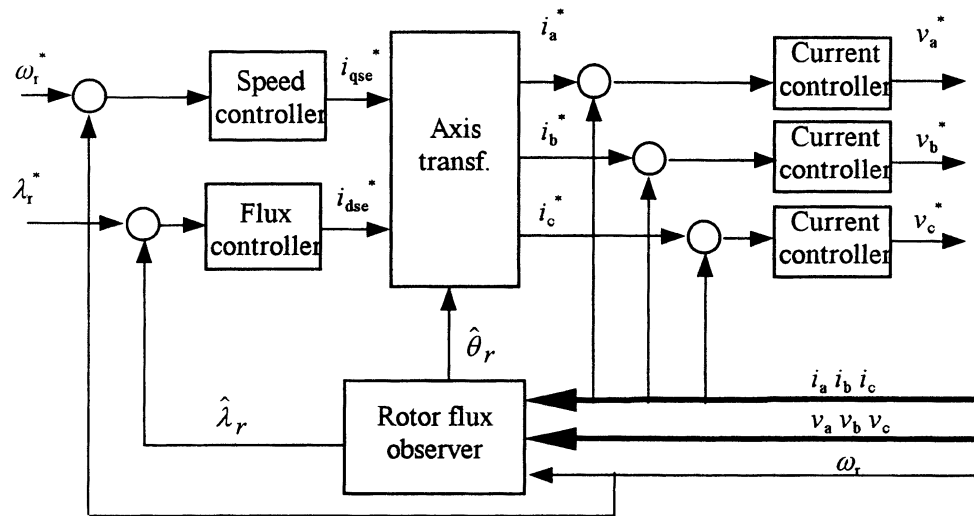 ω_r^*
Speed
controller
i_qse^*
Axis
transf.
i_a^*
Current
controller
v_a^*
i_b^*
Current
controller
v_b^*
λ_r^*
Flux
controller
i_dse^*
i_c^*
Current
controller
v_c^*
θ̂_r
λ̂_r
Rotor flux
observer
i_a i_b i_c
v_a v_b v_c
ω_r